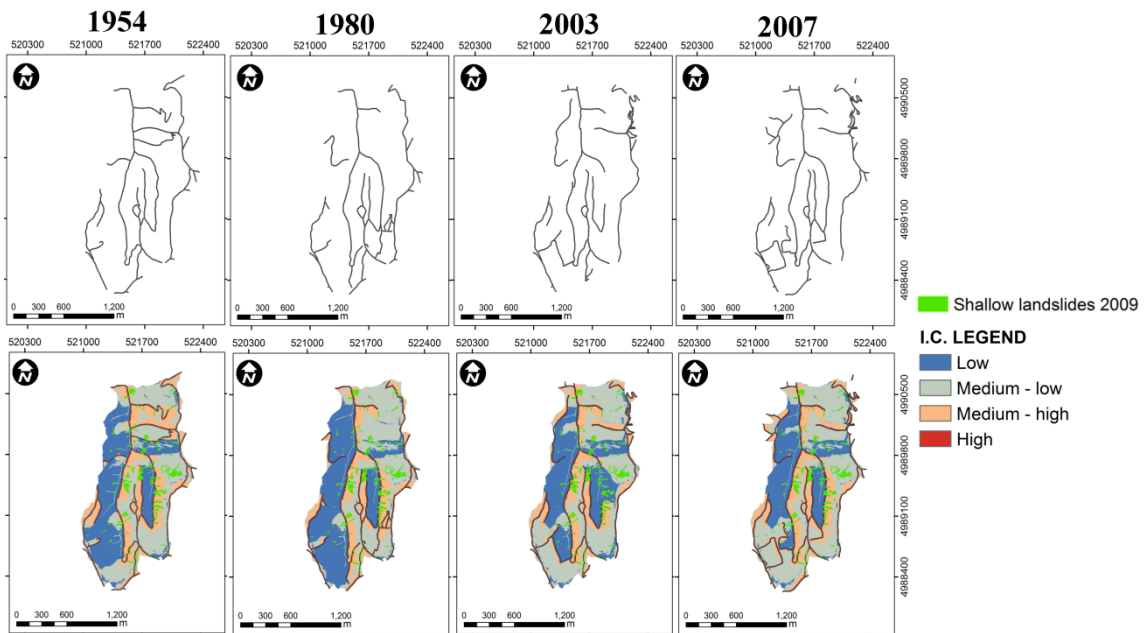 1954 1980 2003 2007
520300 521000 521700 522400 520300 521000 521700 522400 520300 521000 521700 522400 520300 521000 521700 522400
N N N N
4990500
4989800
4989100
4988400
0 300 600 1,200 0 300 600 1,200 0 300 600 1,200 0 300 600 1,200
m m m m
520300 521000 521700 522400 520300 521000 521700 522400 520300 521000 521700 522400 520300 521000 521700 522400
N N N N
4990500
4989800
4989100
4988400
0 300 600 1,200 0 300 600 1,200 0 300 600 1,200 0 300 600 1,200
m m m m
Shallow landslides 2009
I.C. LEGEND
Low
Medium - low
Medium - high
High